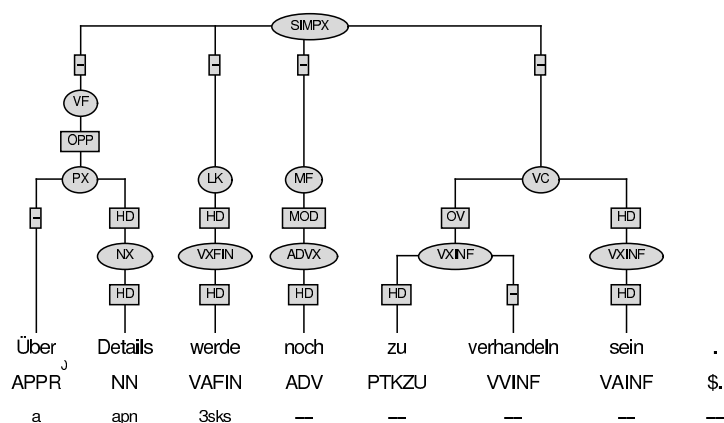 SIMPX
– – – –
VF
OPP
PX LK MF VC
– HD HD MOD OV HD
NX VXFIN ADVX VXINF VXINF
HD HD HD HD – HD
Über Details werde noch zu verhandeln sein .
APPR NN VAFIN ADV PTKZU VVINF VAINF $.
a apn 3sks –– –– –– –– ––